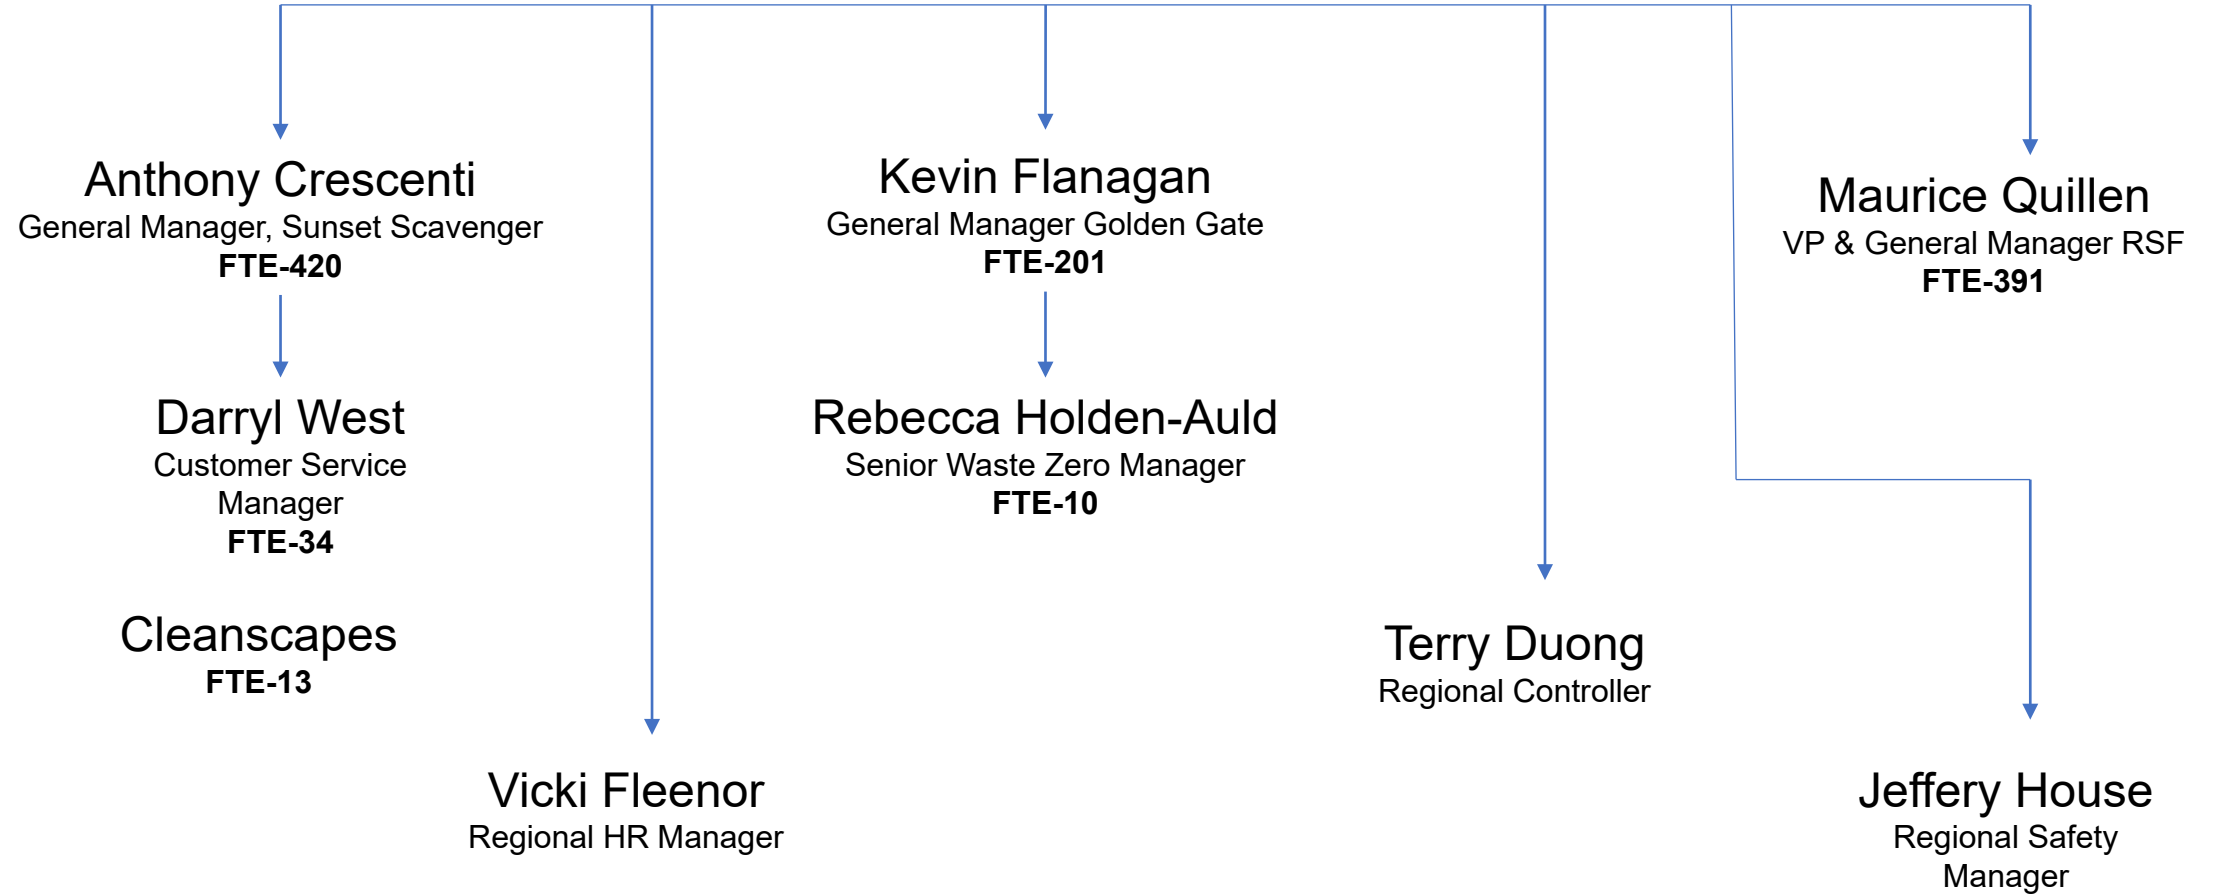 Anthony Crescenti
General Manager, Sunset Scavenger
FTE-420
Kevin Flanagan
General Manager Golden Gate
FTE-201
Maurice Quillen
VP & General Manager RSF
FTE-391
Darryl West
Customer Service
Manager
FTE-34
Rebecca Holden-Auld
Senior Waste Zero Manager
FTE-10
Cleanscapes
FTE-13
Terry Duong
Regional Controller
Vicki Fleenor
Regional HR Manager
Jeffery House
Regional Safety
Manager